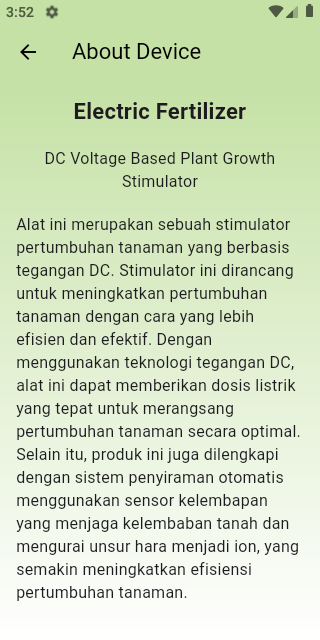 3:52
About Device
Electric Fertilizer
DC Voltage Based Plant Growth
Stimulator
Alat ini merupakan sebuah stimulator
pertumbuhan tanaman yang berbasis
tegangan DC. Stimulator ini dirancang
untuk meningkatkan pertumbuhan
tanaman dengan cara yang lebih
efisien dan efektif. Dengan
menggunakan teknologi tegangan DC,
alat ini dapat memberikan dosis listrik
yang tepat untuk merangsang
pertumbuhan tanaman secara optimal.
Selain itu, produk ini juga dilengkapi
dengan sistem penyiraman otomatis
menggunakan sensor kelembapan
yang menjaga kelembaban tanah dan
mengurai unsur hara menjadi ion, yang
semakin meningkatkan efisiensi
pertumbuhan tanaman.